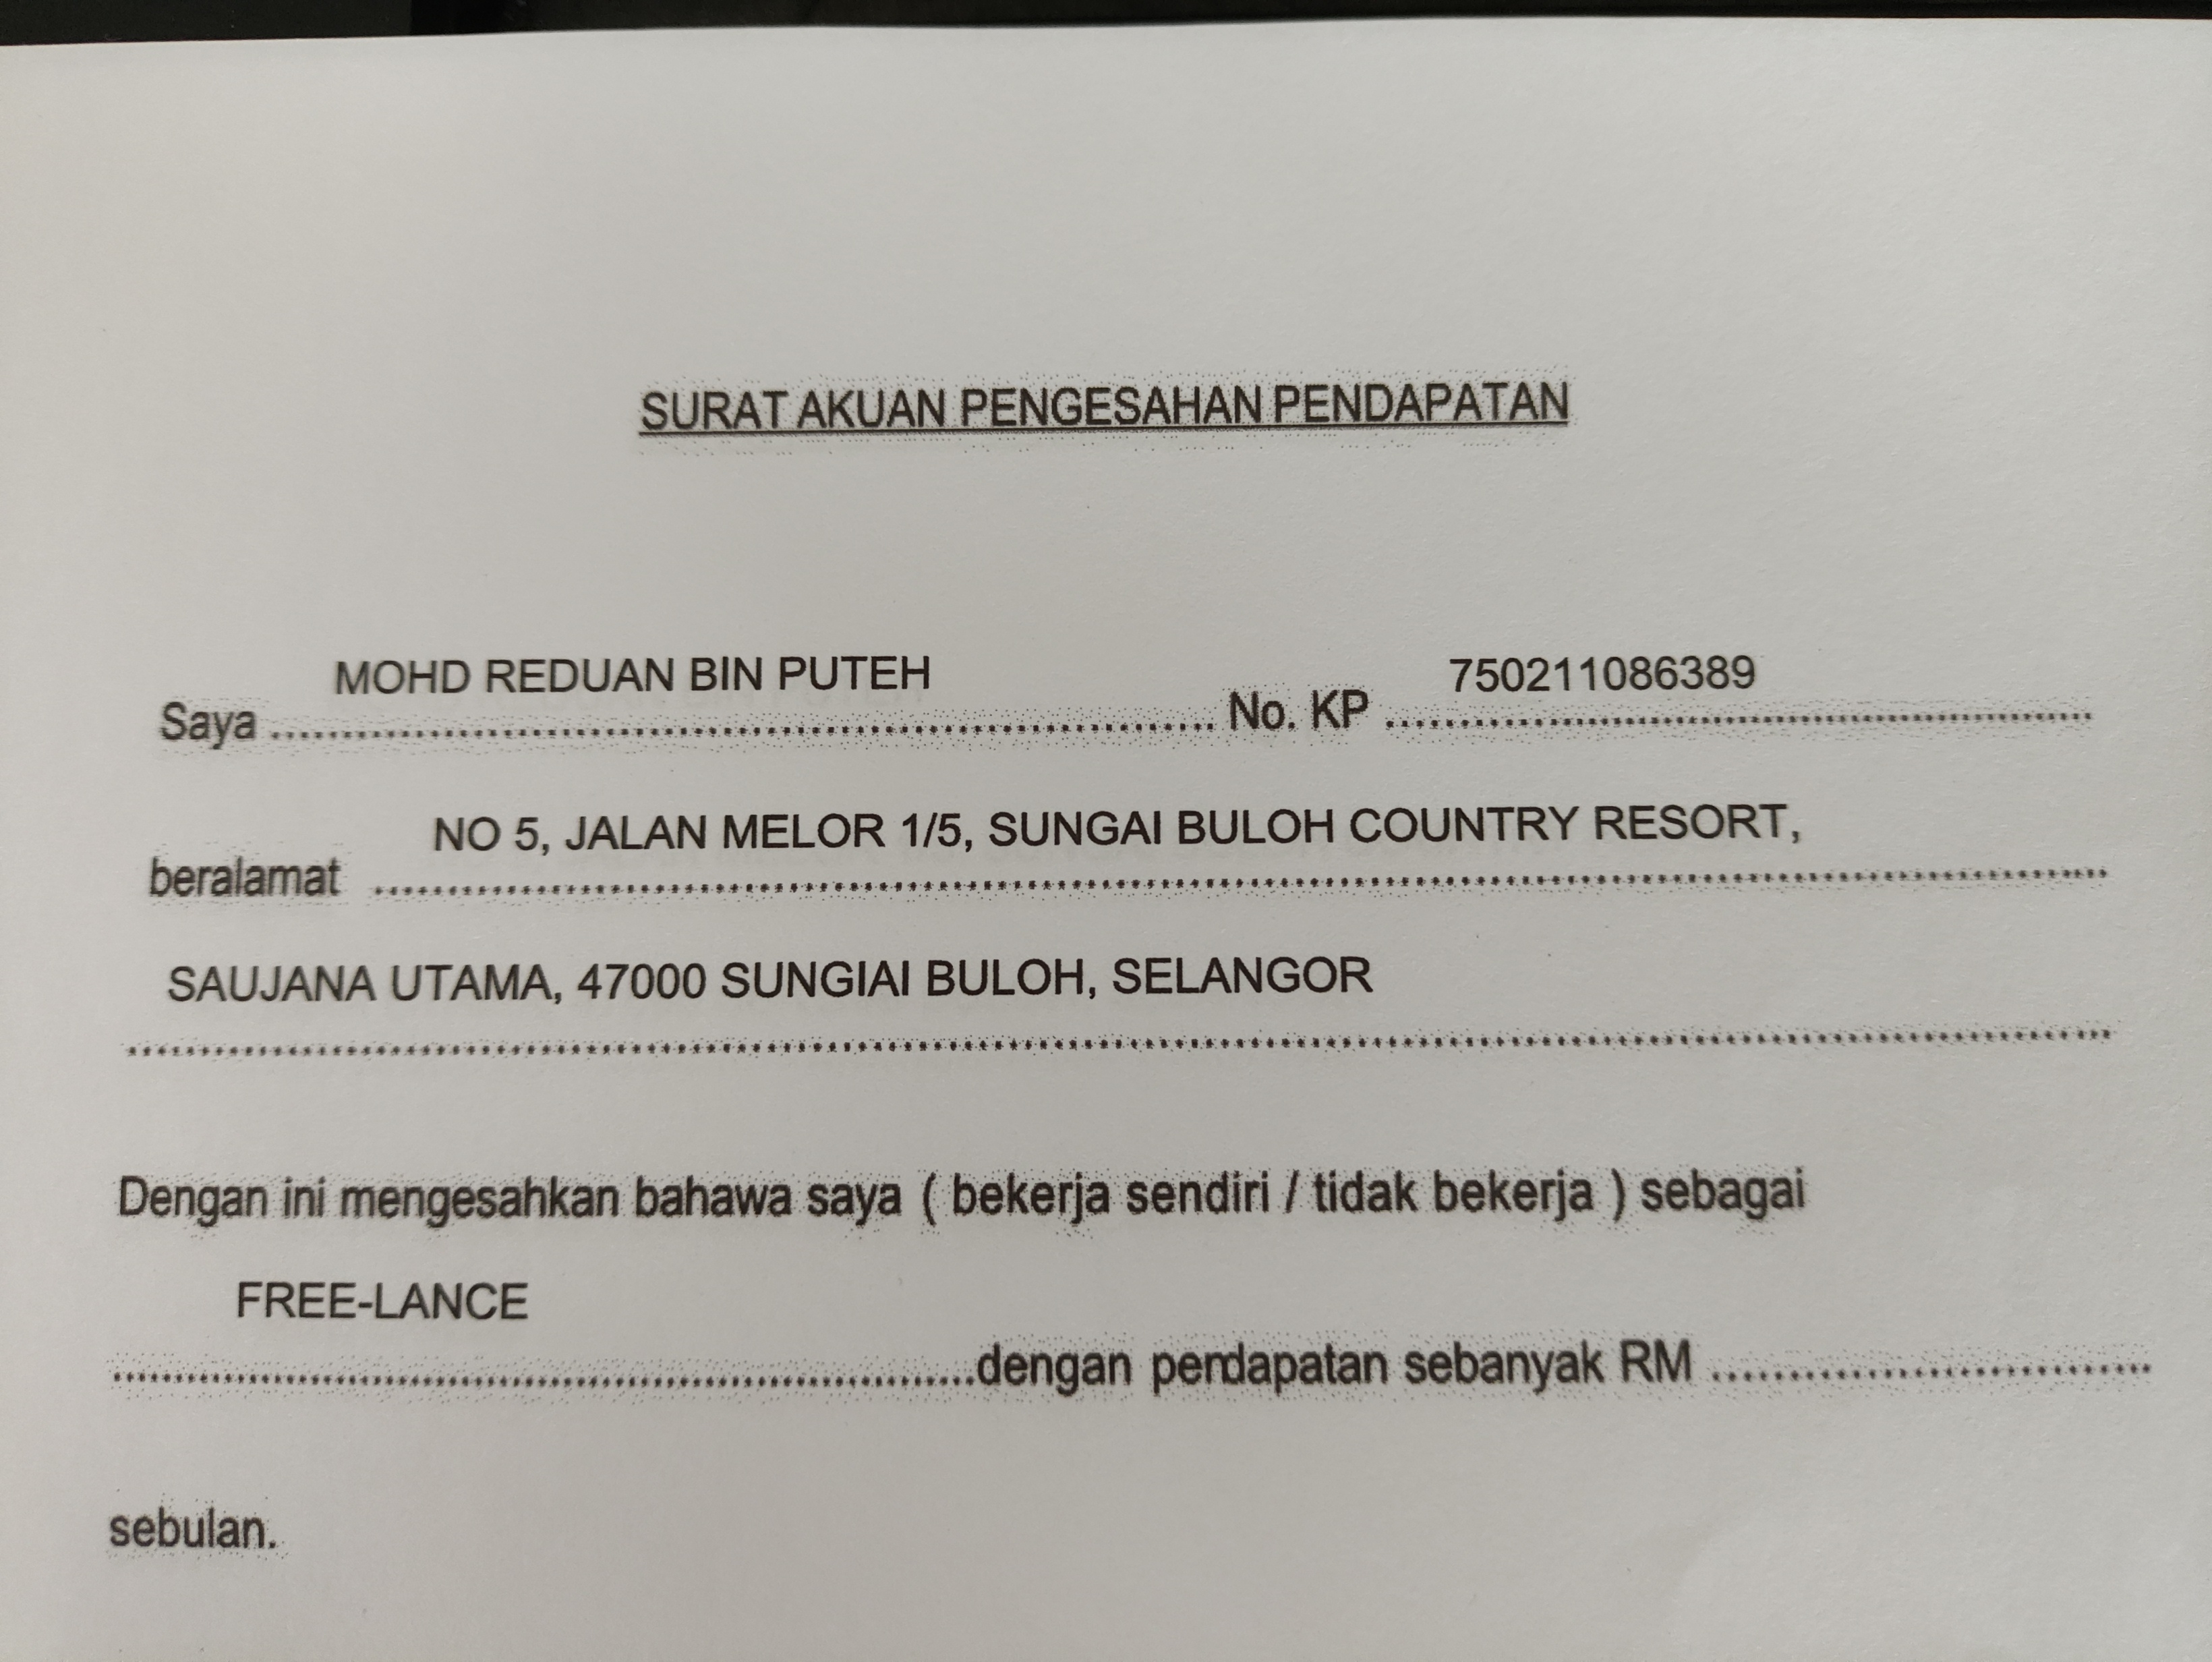 SURAT AKUAN PENGESAHAN PENDAPATAN
MOHD REDUAN BIN PUTEH 750211086389
Saya .................................................. No. KP ........................................
NO 5, JALAN MELOR 1/5, SUNGAI BULOH COUNTRY RESORT,
beralamat ....................................................................................................
SAUJANA UTAMA, 47000 SUNGIAI BULOH, SELANGOR
....................................................................................................................
Dengan ini mengesahkan bahawa saya ( bekerja sendiri / tidak bekerja ) sebagai
FREE-LANCE
..................................................dengan pendapatan sebanyak RM ..............................
sebulan.